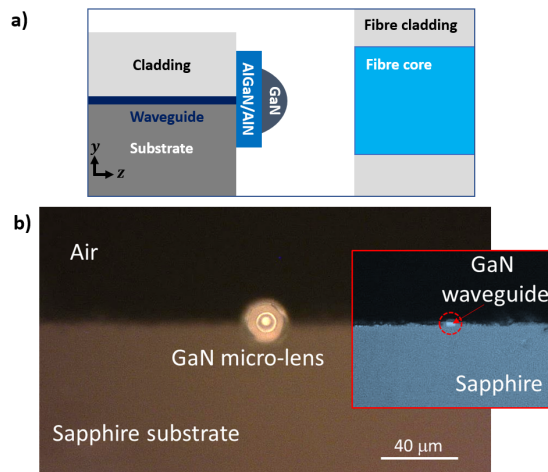 a)
Cladding
Waveguide
Substrate
y
z
AlGaN/AlN
GaN
Fibre cladding
Fibre core
b)
Air
GaN micro-lens
Sapphire substrate
40 μm
GaN
waveguide
Sapphire